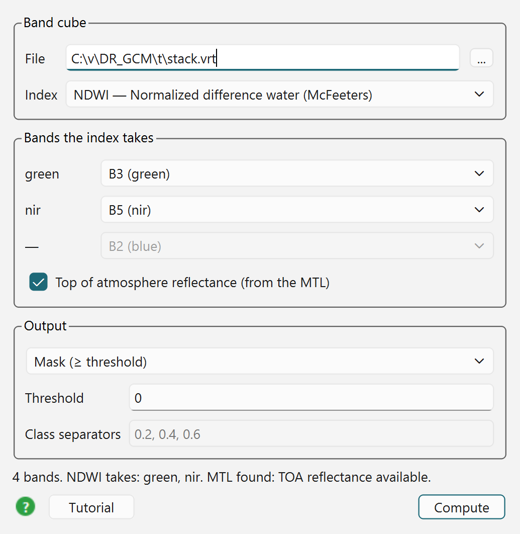 Band cube
File C:\v\DR_GCM\t\stack.vrt ...
Index NDWI — Normalized difference water (McFeeters)
Bands the index takes
green B3 (green)
nir B5 (nir)
— B2 (blue)
Top of atmosphere reflectance (from the MTL)
Output
Mask (≥ threshold)
Threshold 0
Class separators 0.2, 0.4, 0.6
4 bands. NDWI takes: green, nir. MTL found: TOA reflectance available.
? Tutorial Compute